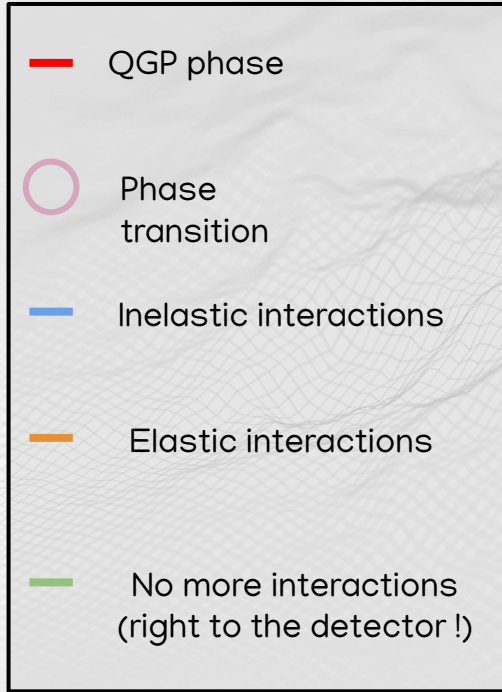 QGP phase
Phase
transition
Inelastic interactions
Elastic interactions
No more interactions
(right to the detector !)